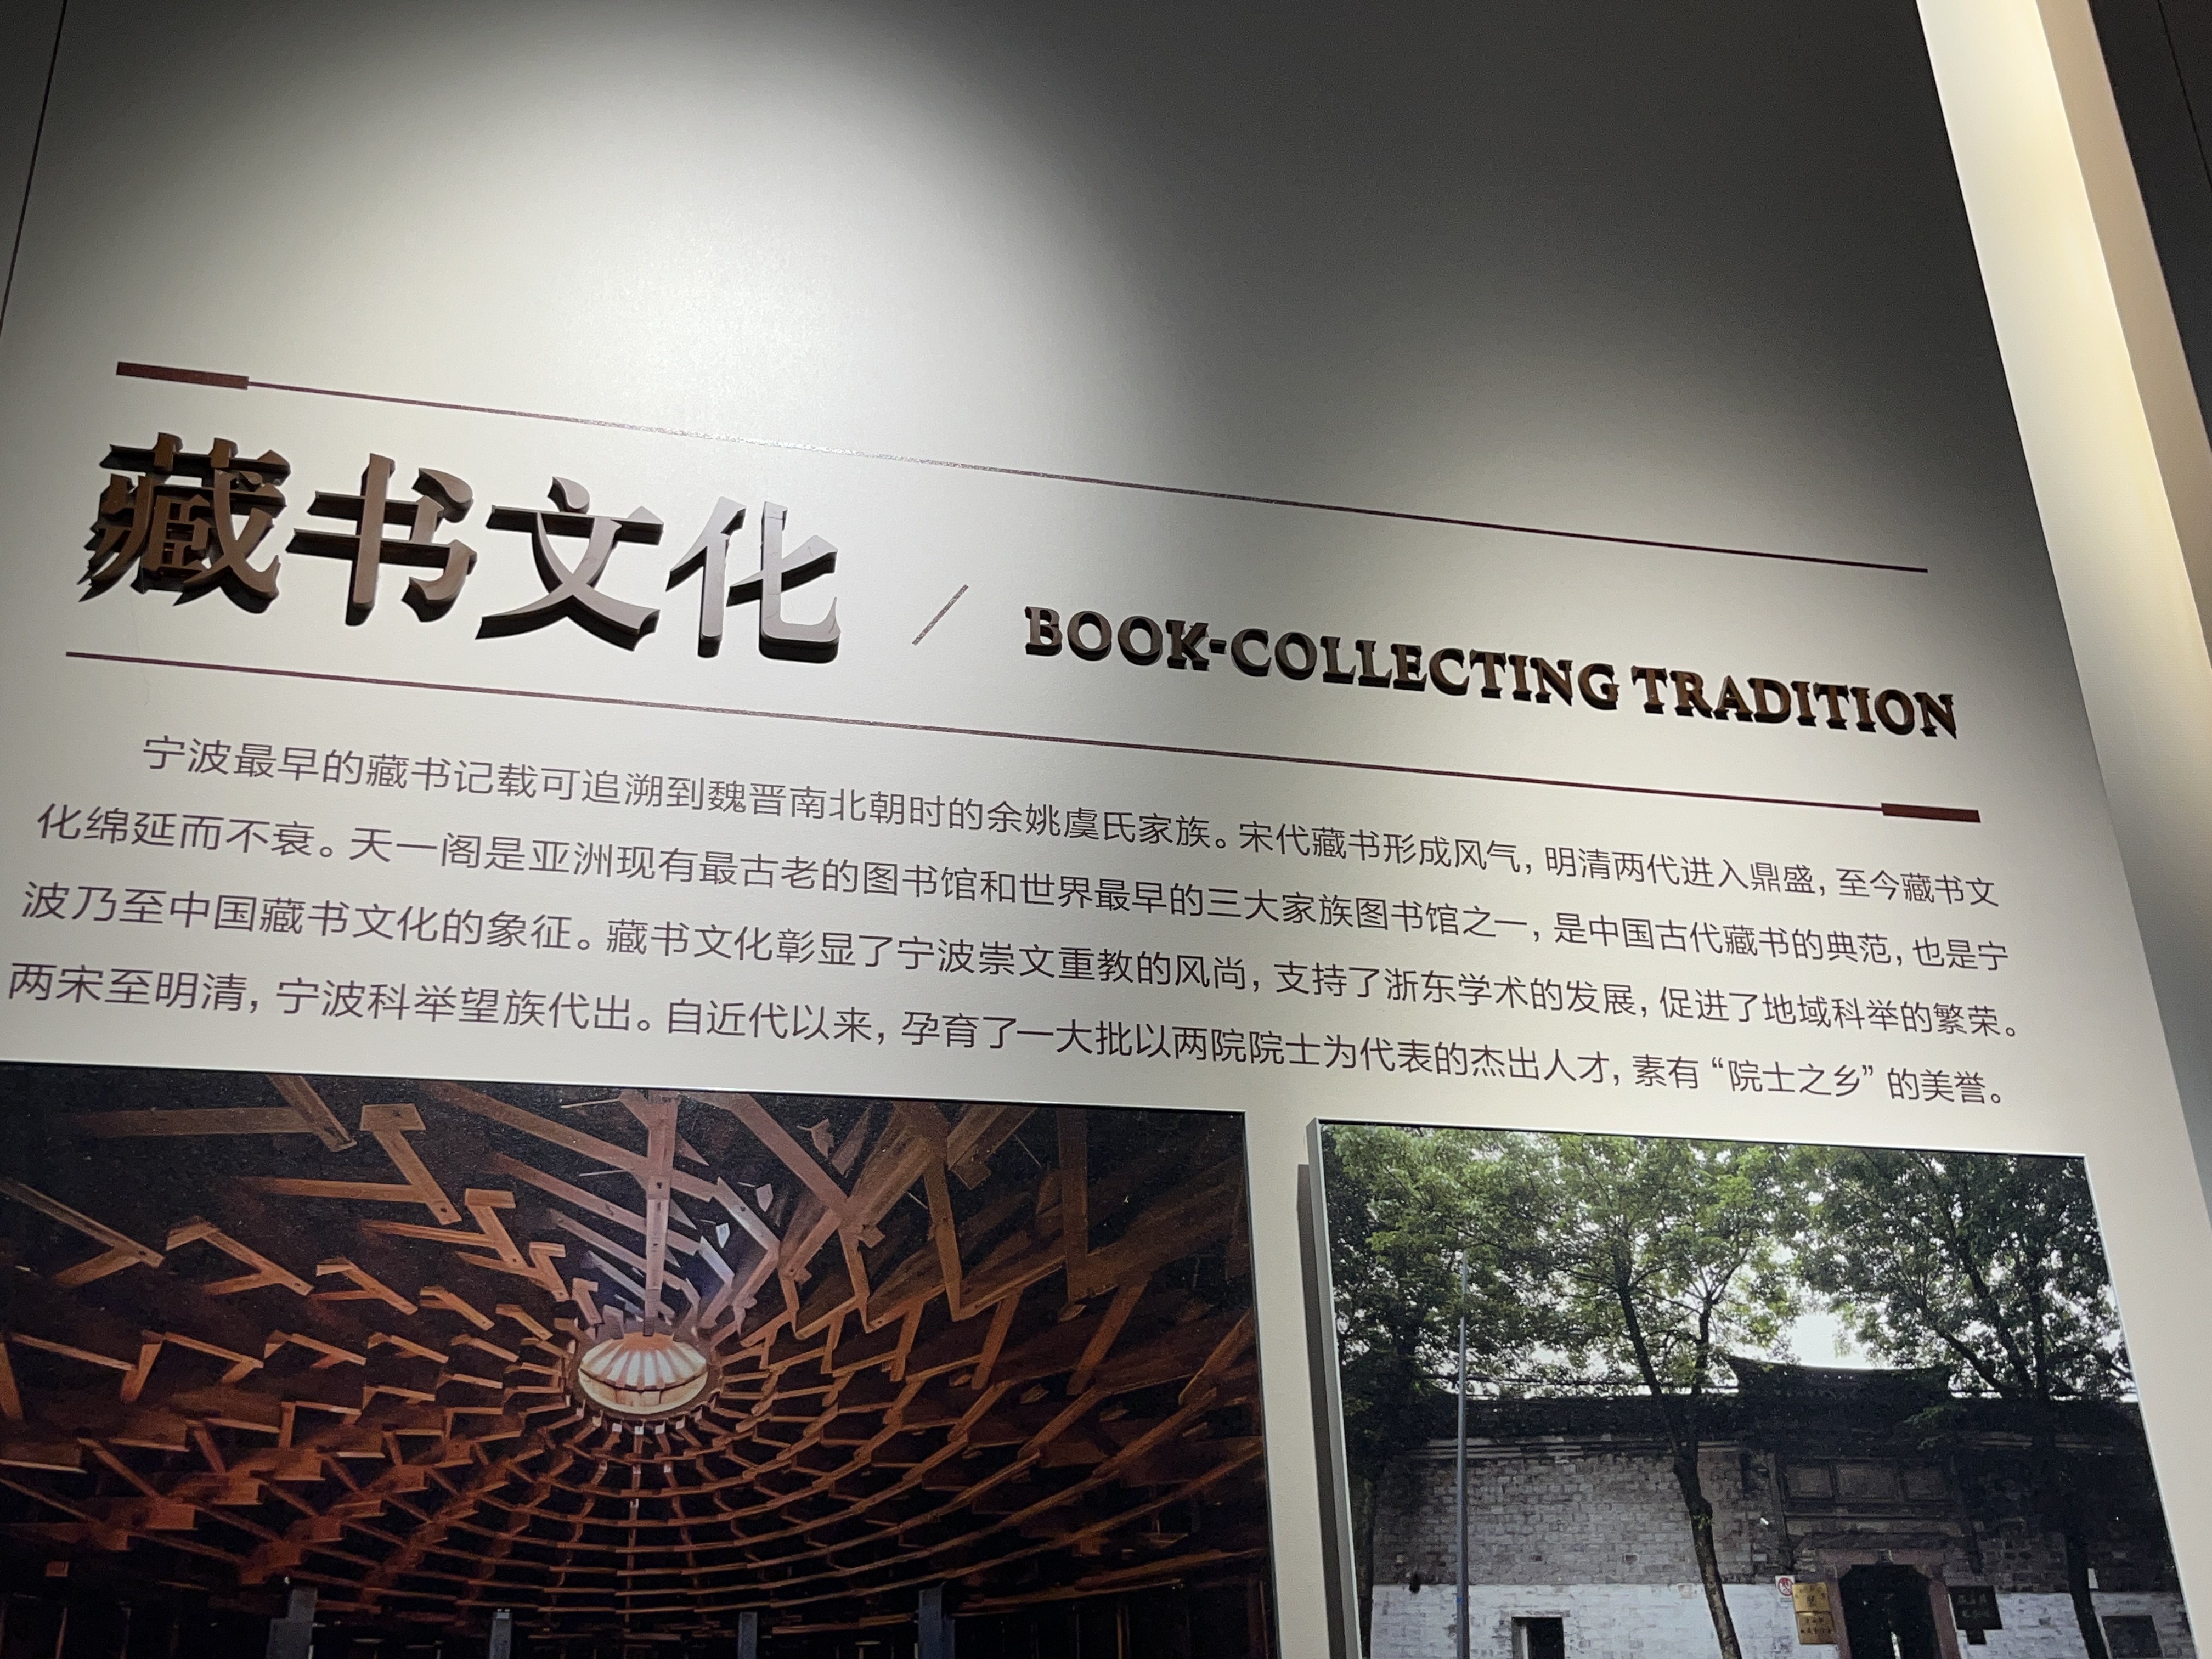 藏书文化 / BOOK-COLLECTING TRADITION
宁波最早的藏书记载可追溯到魏晋南北朝时的余姚虞氏家族。宋代藏书形成风气，明清两代进入鼎盛，至今藏书文
化绵延而不衰。天一阁是亚洲现有最古老的图书馆和世界最早的三大家族图书馆之一，是中国古代藏书的典范，也是宁
波乃至中国藏书文化的象征。藏书文化彰显了宁波崇文重教的风尚，支持了浙东学术的发展，促进了地域科举的繁荣。
两宋至明清，宁波科举望族代出。自近代以来，孕育了一大批以两院院士为代表的杰出人才，素有“院士之乡”的美誉。